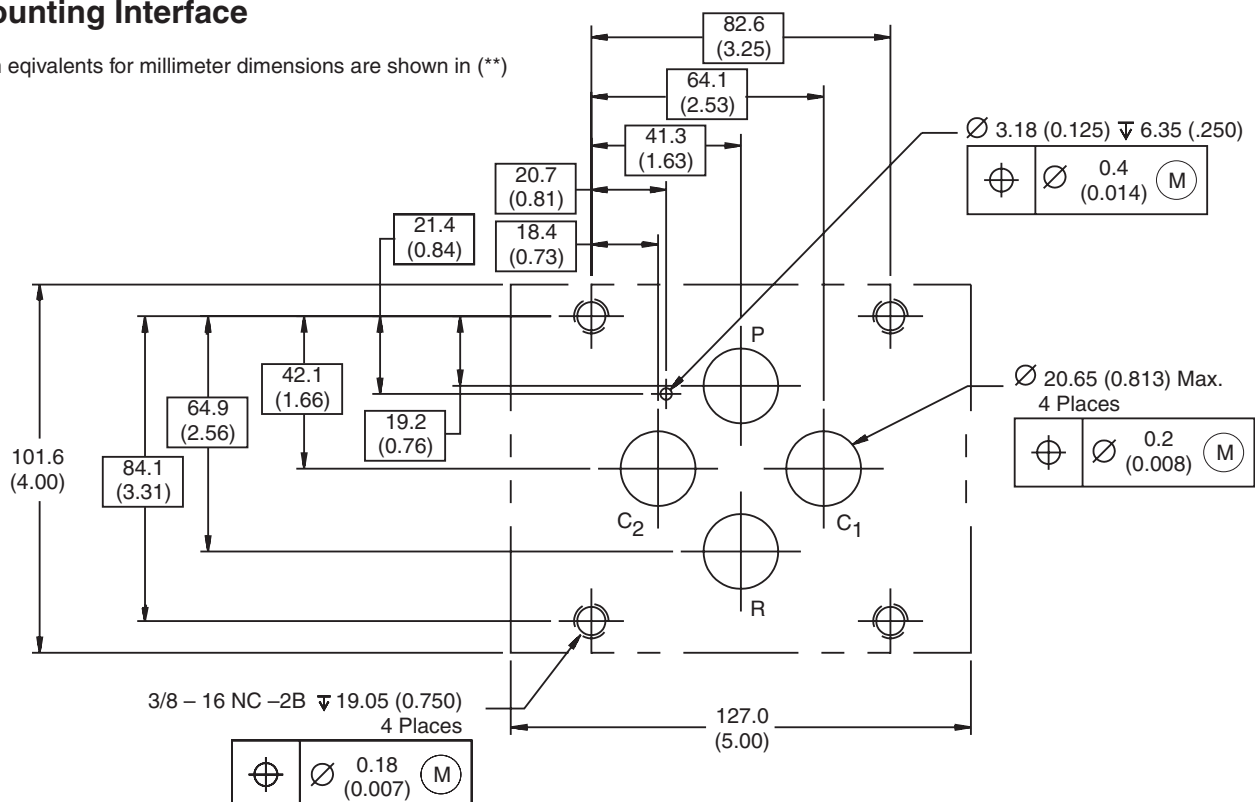 ounting Interface
eqivalents for millimeter dimensions are shown in (**)
82.6
(3.25)
64.1
(2.53)
41.3
(1.63)
20.7
(0.81)
18.4
(0.73)
21.4
(0.84)
⌀ 3.18 (0.125) ↧ 6.35 (.250)
⌖ ⌀ 0.4
(0.014) Ⓜ
42.1
(1.66)
64.9
(2.56)
19.2
(0.76)
84.1
(3.31)
101.6
(4.00)
P
C2
C1
R
⌀ 20.65 (0.813) Max.
4 Places
⌖ ⌀ 0.2
(0.008) Ⓜ
3/8 – 16 NC –2B ↧ 19.05 (0.750)
4 Places
⌖ ⌀ 0.18
(0.007) Ⓜ
127.0
(5.00)